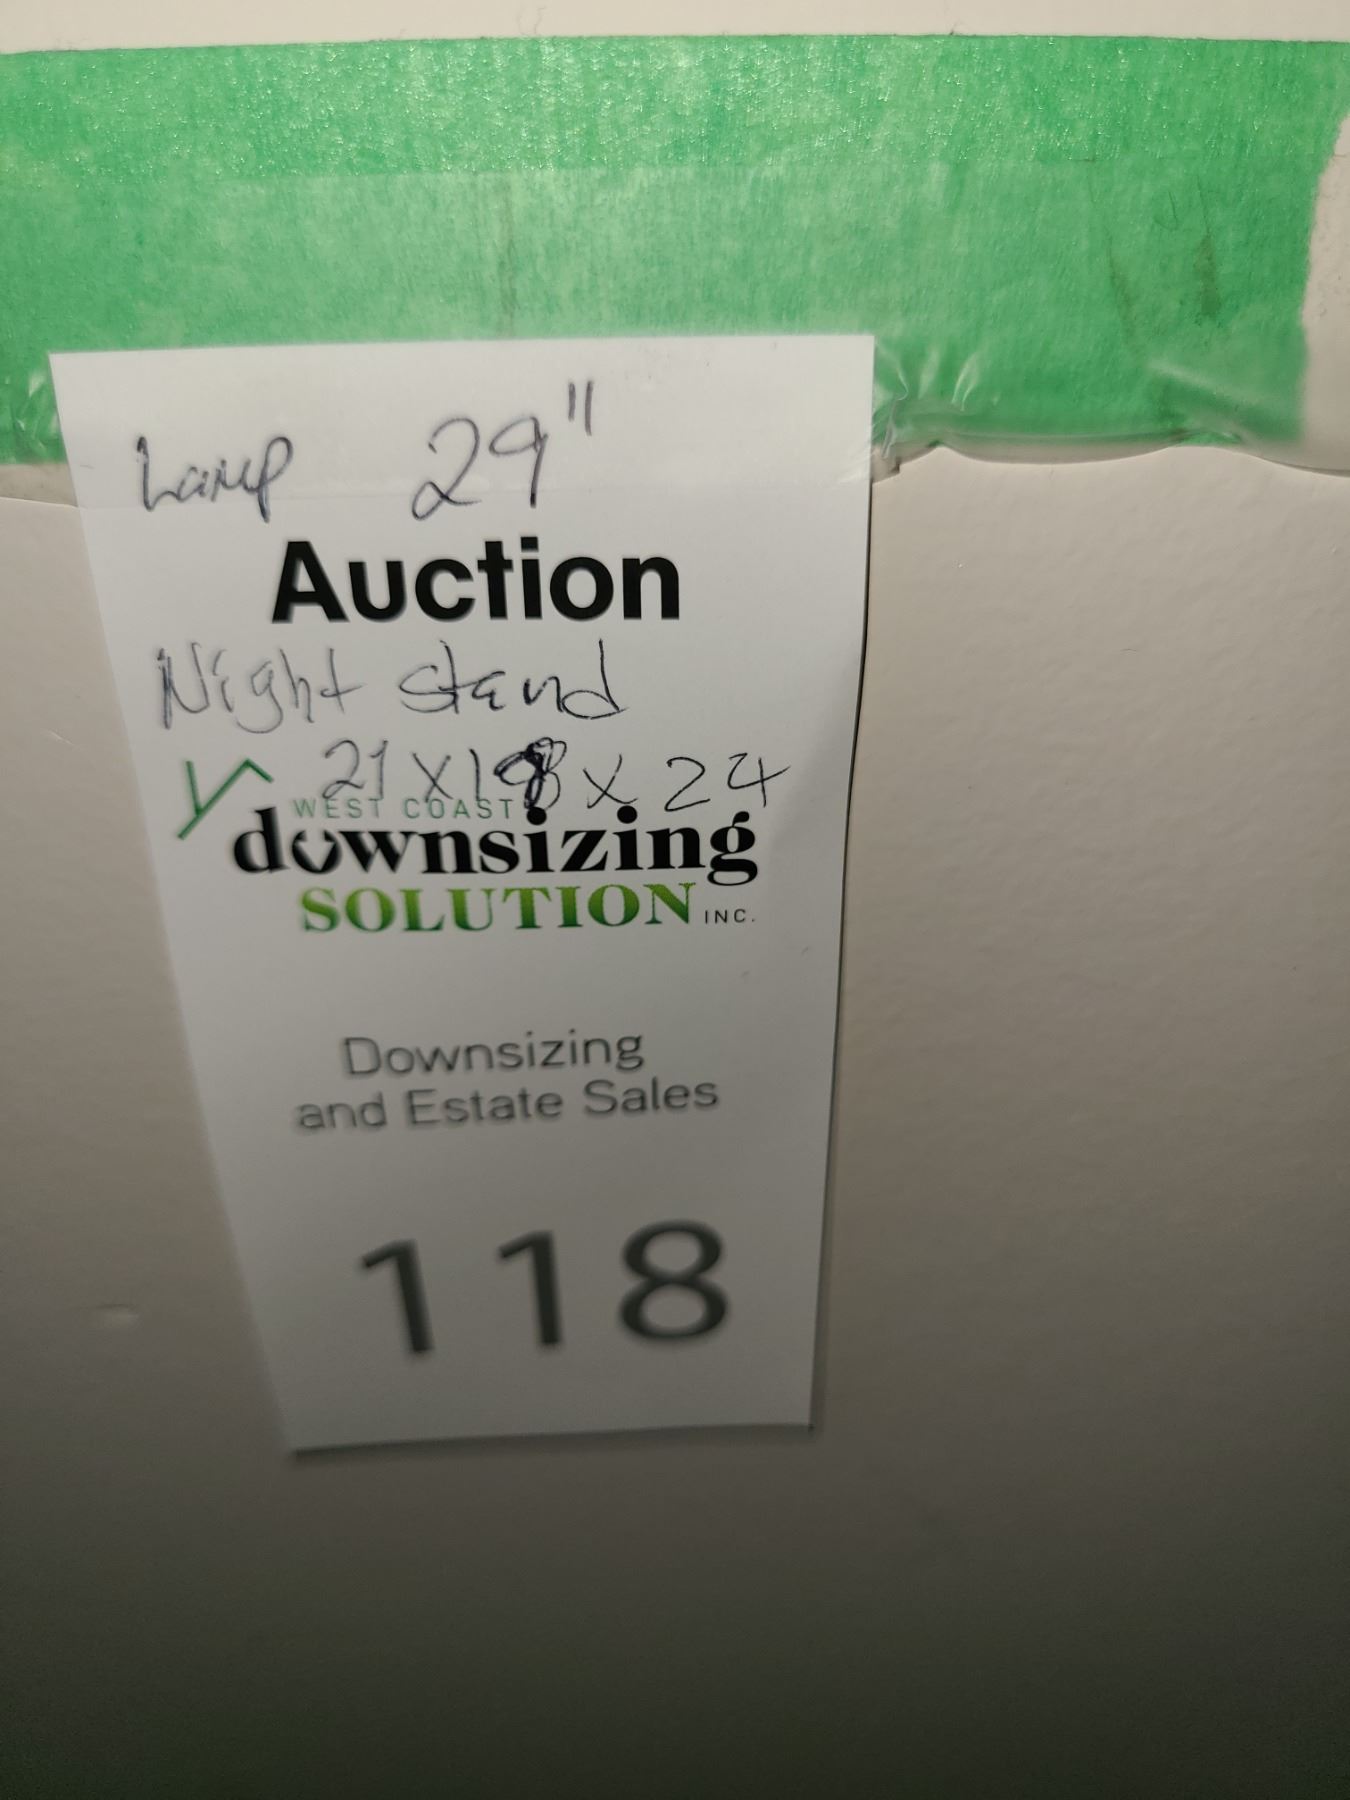 Lamp 29"
Auction
Night stand
21 x 18 x 24
WEST COAST
downsizing
SOLUTION INC.
Downsizing
and Estate Sales
118